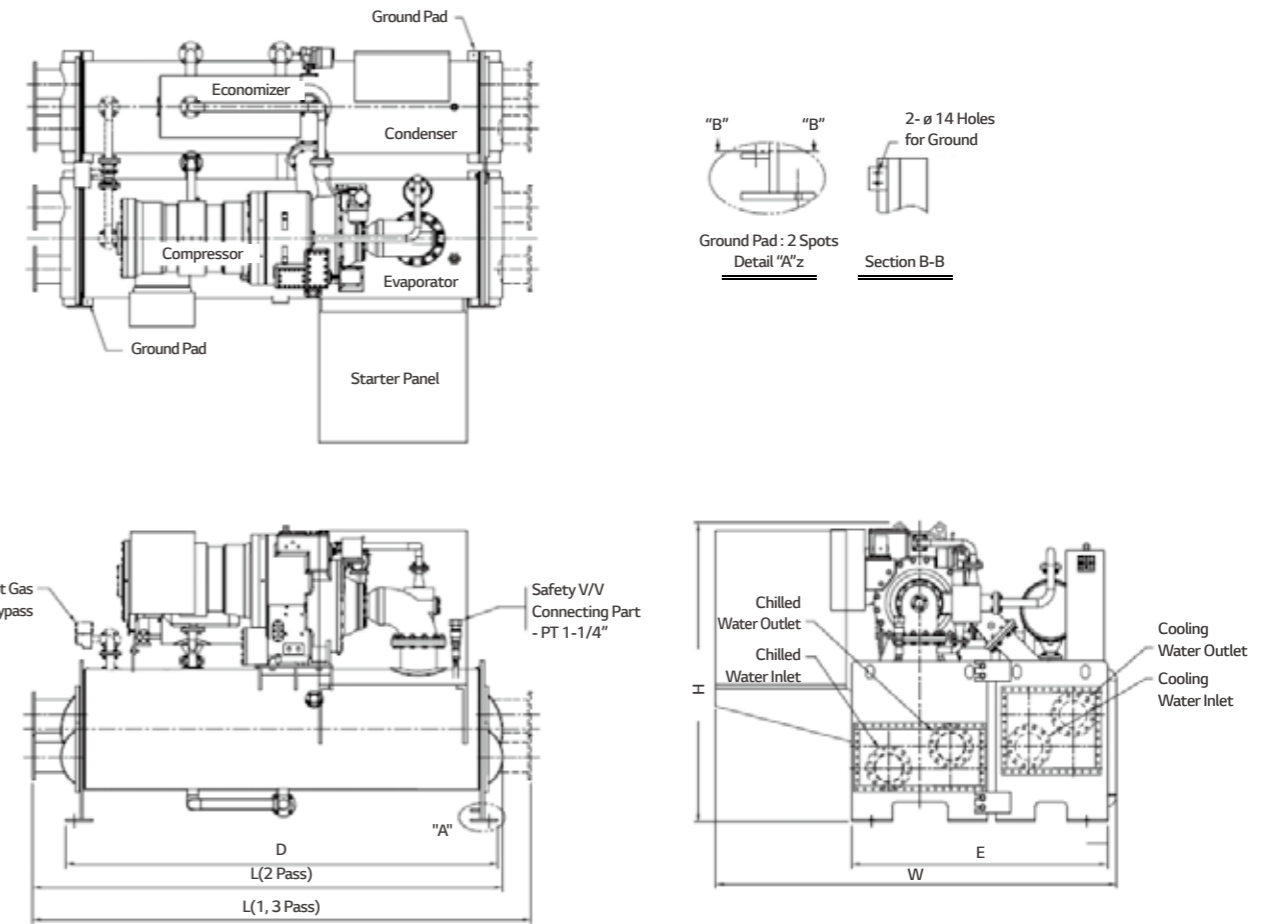 Ground Pad
Economizer
Condenser
Compressor
Evaporator
Ground Pad
Starter Panel
"B"
"B"
2- ø 14 Holes
for Ground
Ground Pad : 2 Spots
Detail "A"z
Section B-B
t Gas
ypass
Safety V/V
Connecting Part
- PT 1-1/4"
"A"
D
L(2 Pass)
L(1, 3 Pass)
Chilled
Water Outlet
Chilled
Water Inlet
Cooling
Water Outlet
Cooling
Water Inlet
H
E
W